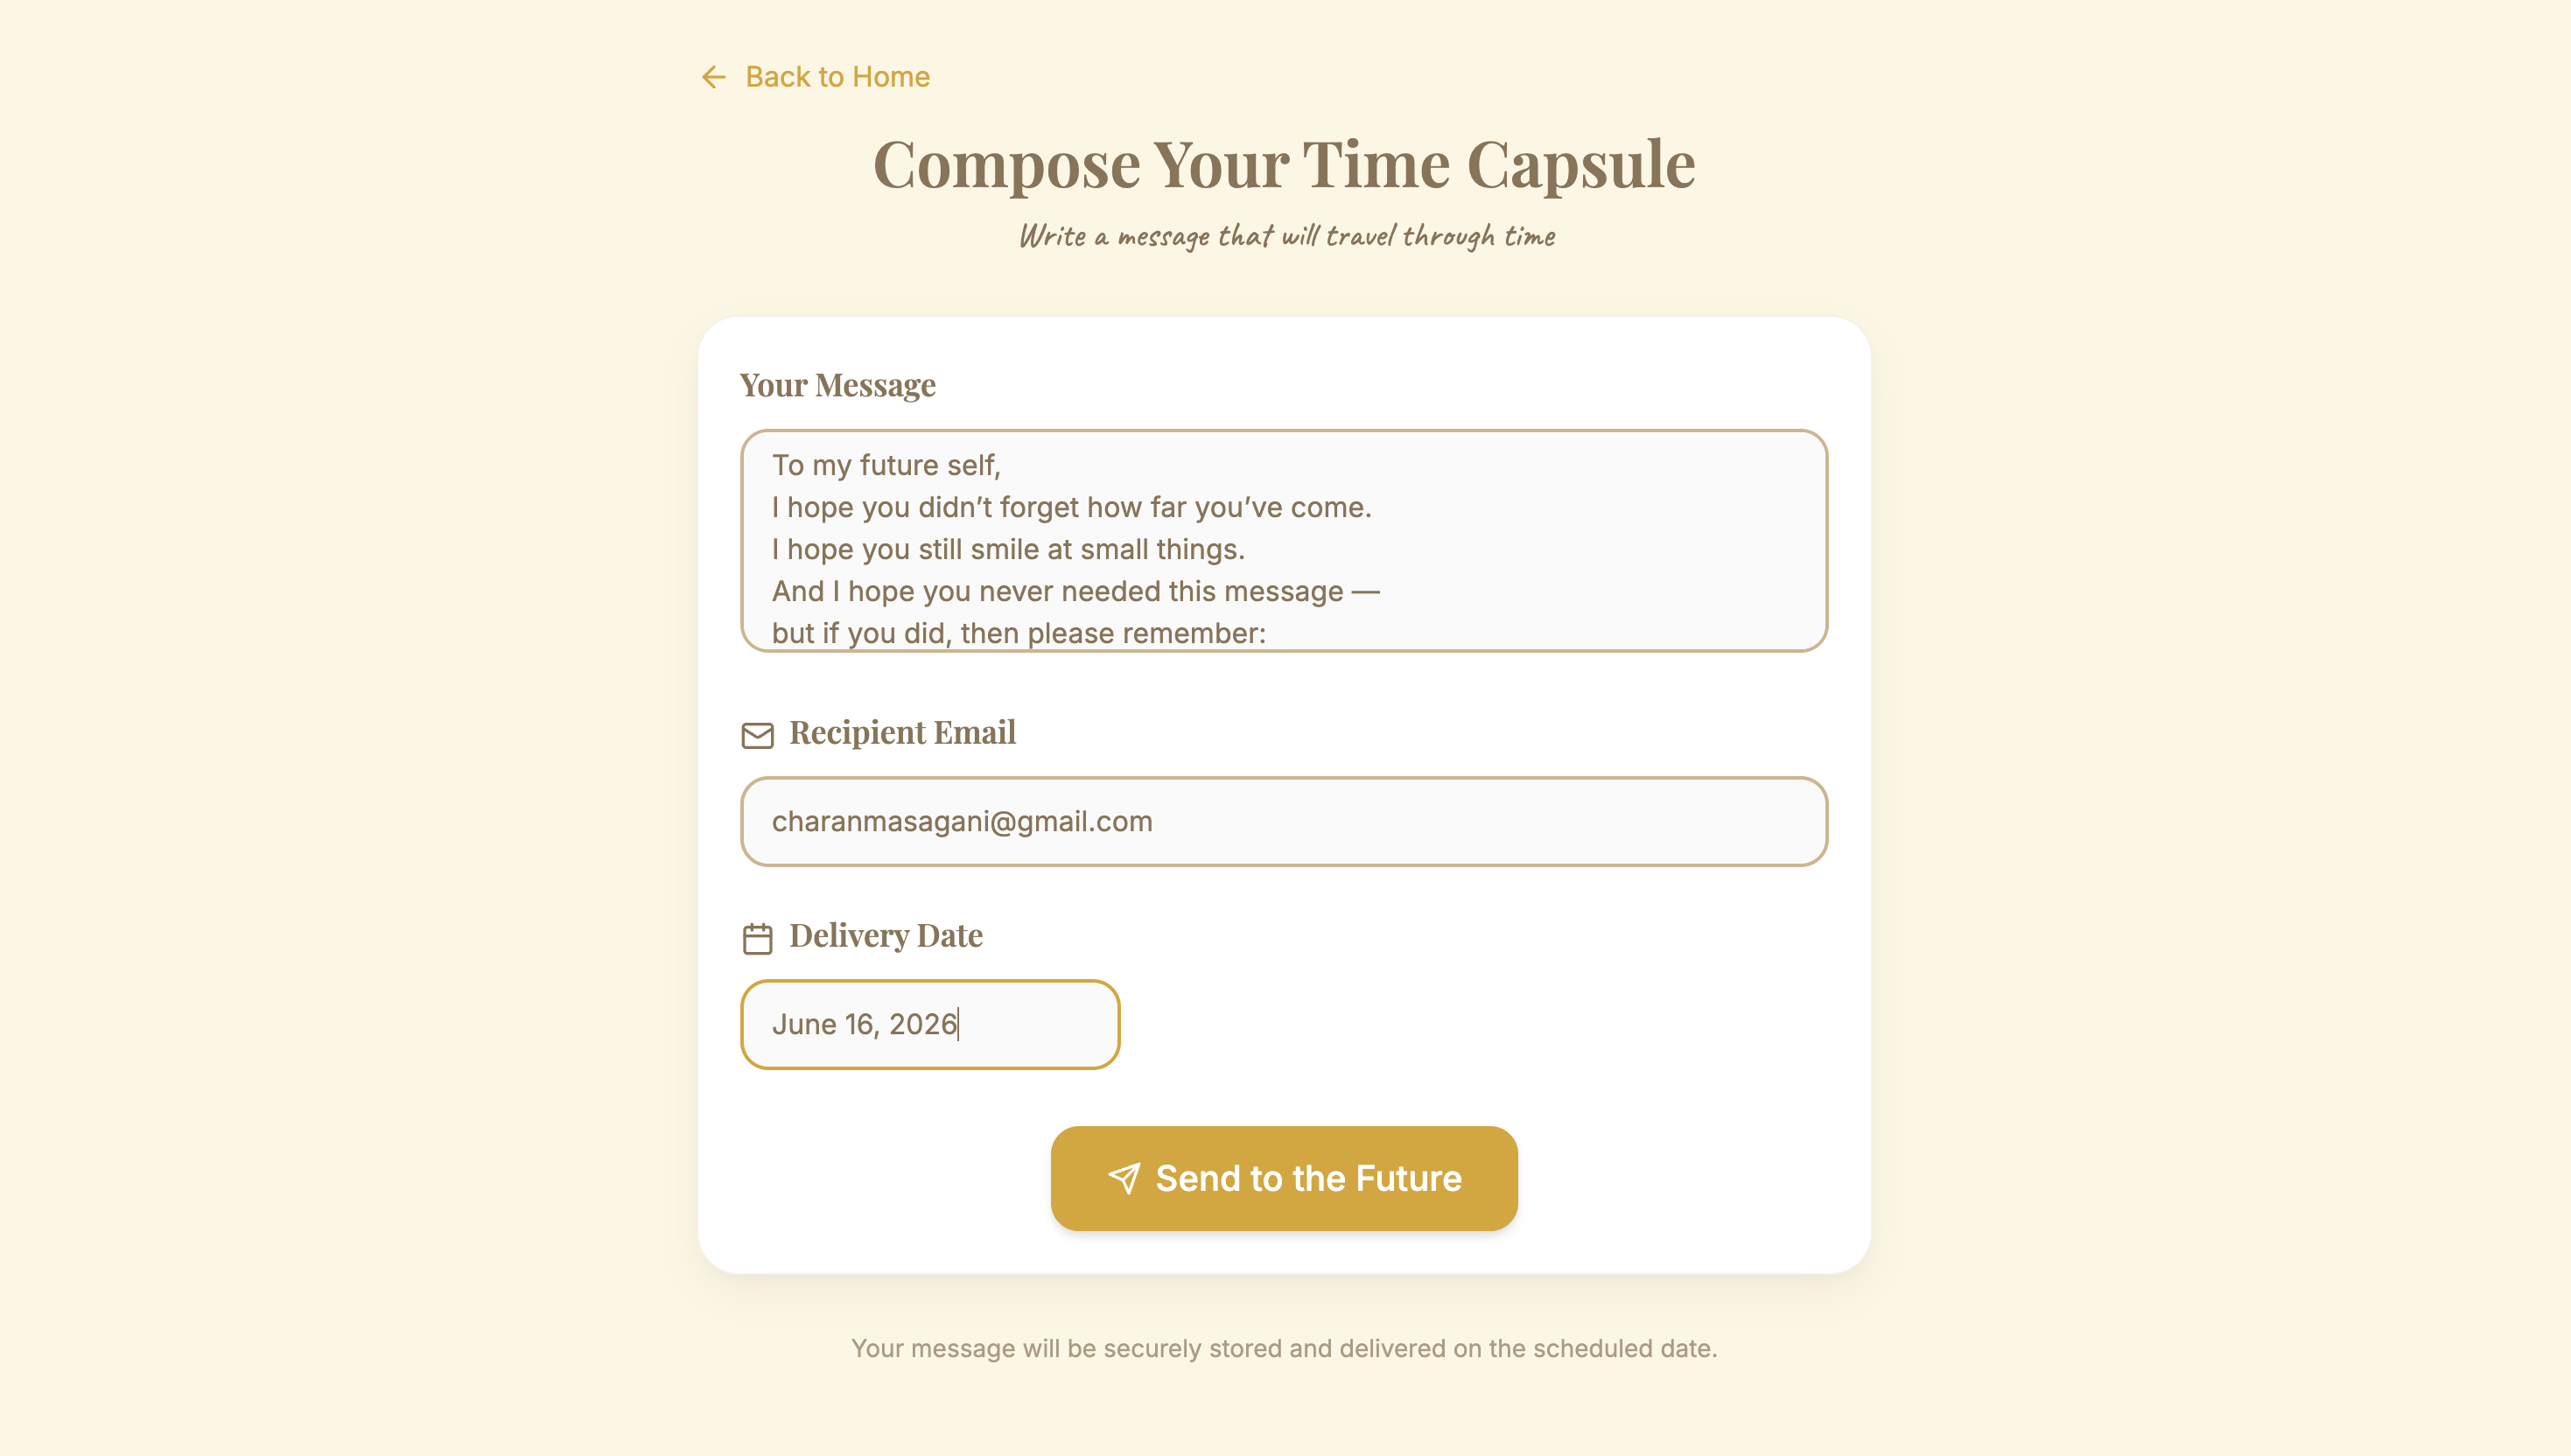 Back to Home
Compose Your Time Capsule
Write a message that will travel through time
Your Message
To my future self,
I hope you didn’t forget how far you’ve come.
I hope you still smile at small things.
And I hope you never needed this message —
but if you did, then please remember:
Recipient Email
charanmasagani@gmail.com
Delivery Date
June 16, 2026
Send to the Future
Your message will be securely stored and delivered on the scheduled date.